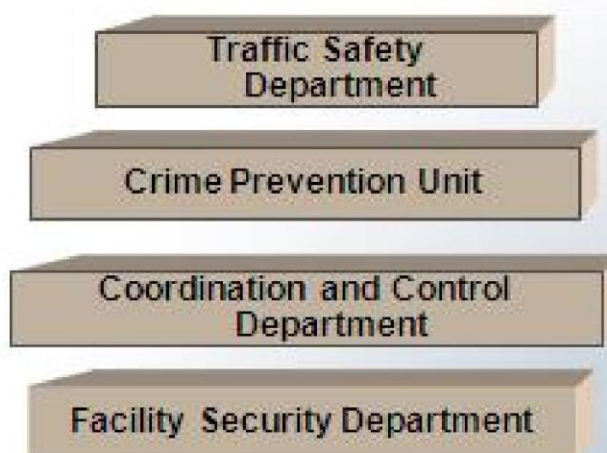 Traffic Safety
Department
Crime Prevention Unit
Coordination and Control
Department
Facility Security Department